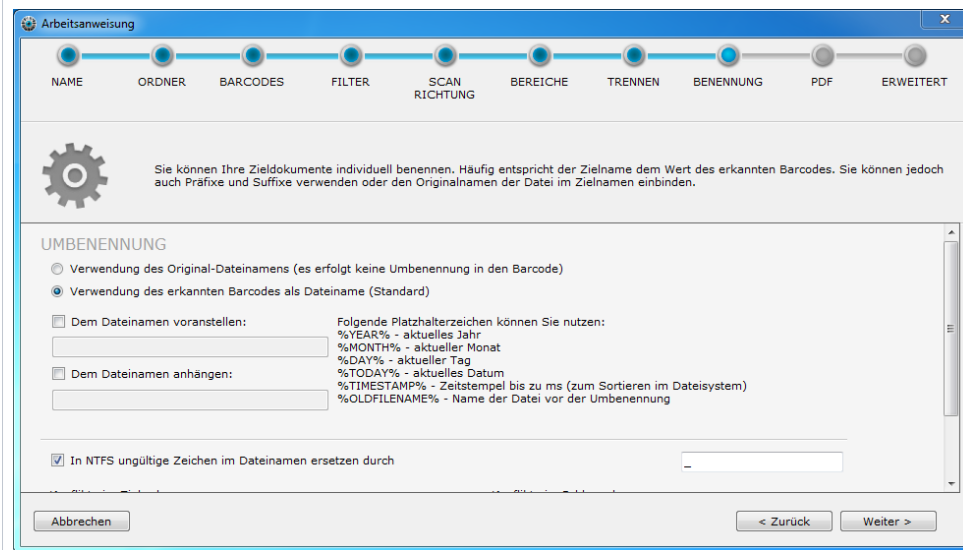 Arbeitsanweisung
x
NAME
ORDNER
BARCODES
FILTER
SCAN
RICHTUNG
BEREICHE
TRENNEN
BENENNUNG
PDF
ERWEITERT
Sie können Ihre Zieldokumente individuell benennen. Häufig entspricht der Zielname dem Wert des erkannten Barcodes. Sie können jedoch
auch Präfixe und Suffixe verwenden oder den Originalnamen der Datei im Zielnamen einbinden.
UMBENENNUNG
Verwendung des Original-Dateinamens (es erfolgt keine Umbenennung in den Barcode)
Verwendung des erkannten Barcodes als Dateiname (Standard)
Dem Dateinamen voranstellen:
Dem Dateinamen anhängen:
Folgende Platzhalterzeichen können Sie nutzen:
%YEAR% - aktuelles Jahr
%MONTH% - aktueller Monat
%DAY% - aktueller Tag
%TODAY% - aktuelles Datum
%TIMESTAMP% - Zeitstempel bis zu ms (zum Sortieren im Dateisystem)
%OLDFILENAME% - Name der Datei vor der Umbenennung
In NTFS ungültige Zeichen im Dateinamen ersetzen durch
_
Abbrechen
< Zurück
Weiter >